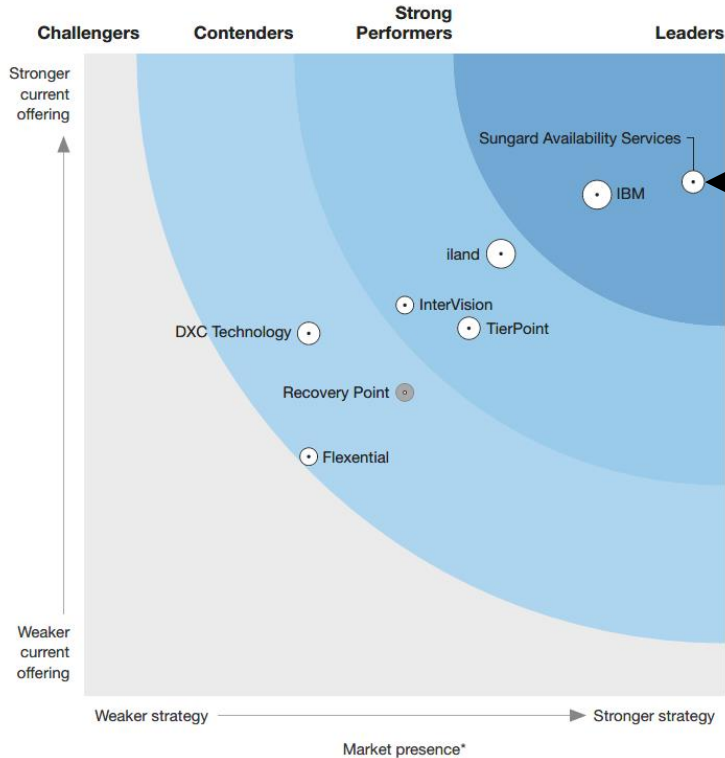 Challengers
Contenders
Strong
Performers
Leaders
Stronger
current
offering
Sungard Availability Services
IBM
iland
InterVision
DXC Technology
TierPoint
Recovery Point
Flexential
Weaker
current
offering
Weaker strategy
Stronger strategy
Market presence*